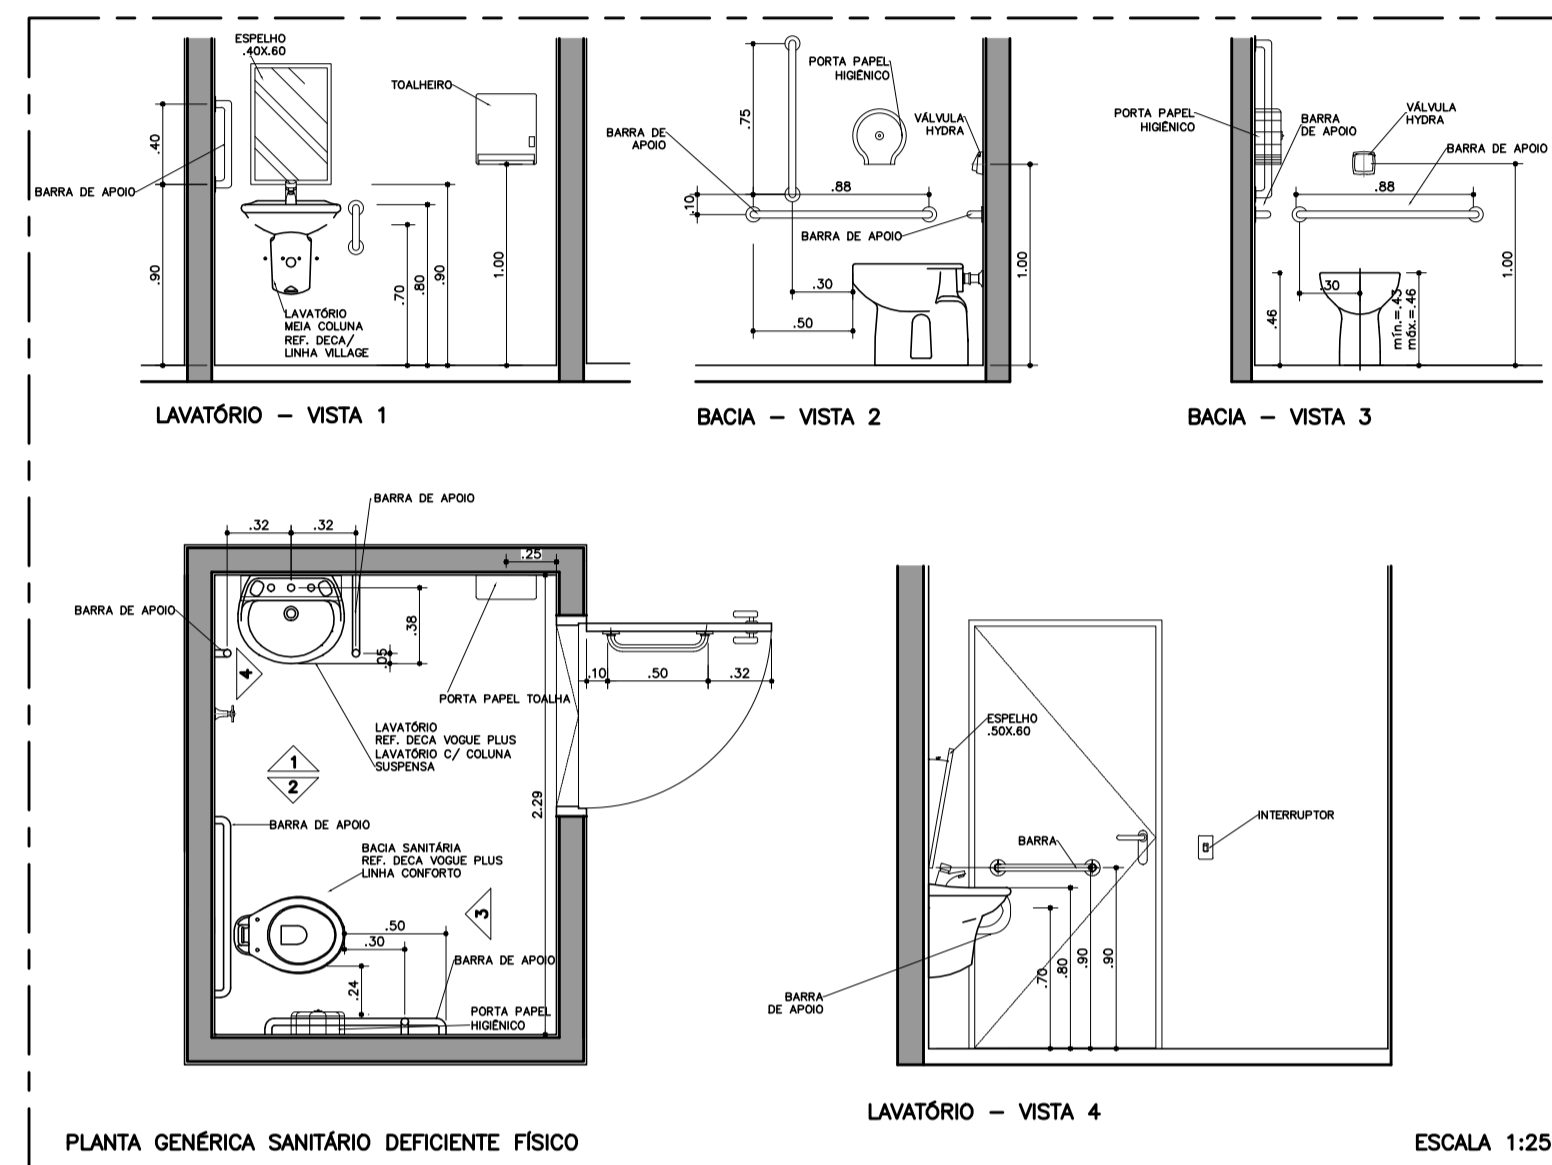 ESPELHO
.40X.60
TOALHEIRO
.40
BARRA DE APOIO
.90
.70
.80
.90
1.00
LAVATÓRIO
MEIA COLUNA
REF. DECA/
LINHA VILLAGE
LAVATÓRIO – VISTA 1
PORTA PAPEL
HIGIÊNICO
.75
BARRA DE
APOIO
VÁLVULA
HYDRA
.88
.10
BARRA DE APOIO
.30
.50
1.00
BACIA – VISTA 2
PORTA PAPEL
HIGIÊNICO
BARRA
DE APOIO
VÁLVULA
HYDRA
BARRA DE APOIO
.88
.30
.46
mín.=.43
máx.=.46
1.00
BACIA – VISTA 3
BARRA DE APOIO
.32
.32
.25
BARRA DE APOIO
.38
.05
4
PORTA PAPEL TOALHA
.10
.50
.32
LAVATÓRIO
REF. DECA VOGUE PLUS
LAVATÓRIO C/ COLUNA
SUSPENSA
1
2
2.29
BARRA DE APOIO
BACIA SANITÁRIA
REF. DECA VOGUE PLUS
LINHA CONFORTO
3
.50
.30
.24
BARRA DE APOIO
PORTA PAPEL
HIGIÊNICO
ESPELHO
.50X.60
BARRA
INTERRUPTOR
.70
.80
.90
.90
BARRA
DE APOIO
LAVATÓRIO – VISTA 4
PLANTA GENÉRICA SANITÁRIO DEFICIENTE FÍSICO
ESCALA 1:25